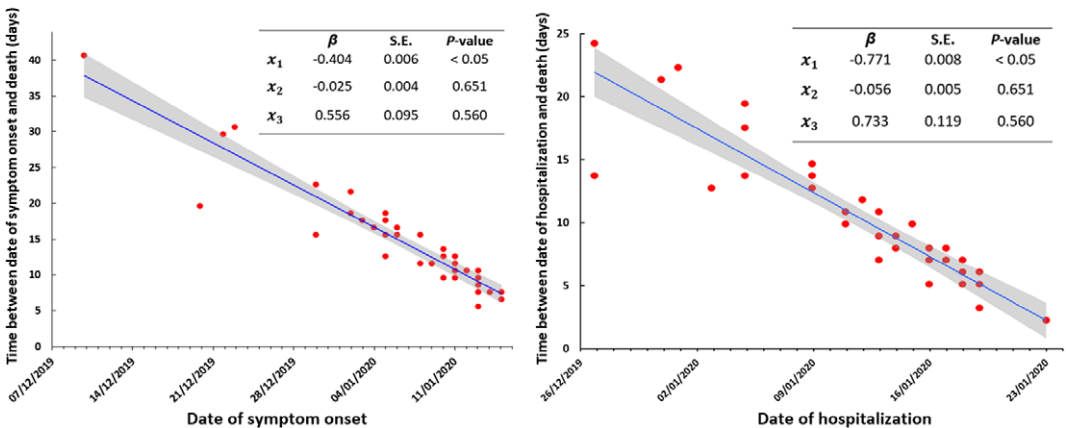 Time between date of symptom onset and death (days)
40
35
30
25
20
15
10
5
0
β S.E. P-value
x1 -0.404 0.006 < 0.05
x2 -0.025 0.004 0.651
x3 0.556 0.095 0.560
07/12/2019 14/12/2019 21/12/2019 28/12/2019 04/01/2020 11/01/2020
Date of symptom onset
Time between date of hospitalization and death (days)
25
20
15
10
5
0
β S.E. P-value
x1 -0.771 0.008 < 0.05
x2 -0.056 0.005 0.651
x3 0.733 0.119 0.560
26/12/2019 02/01/2020 09/01/2020 16/01/2020 23/01/2020
Date of hospitalization